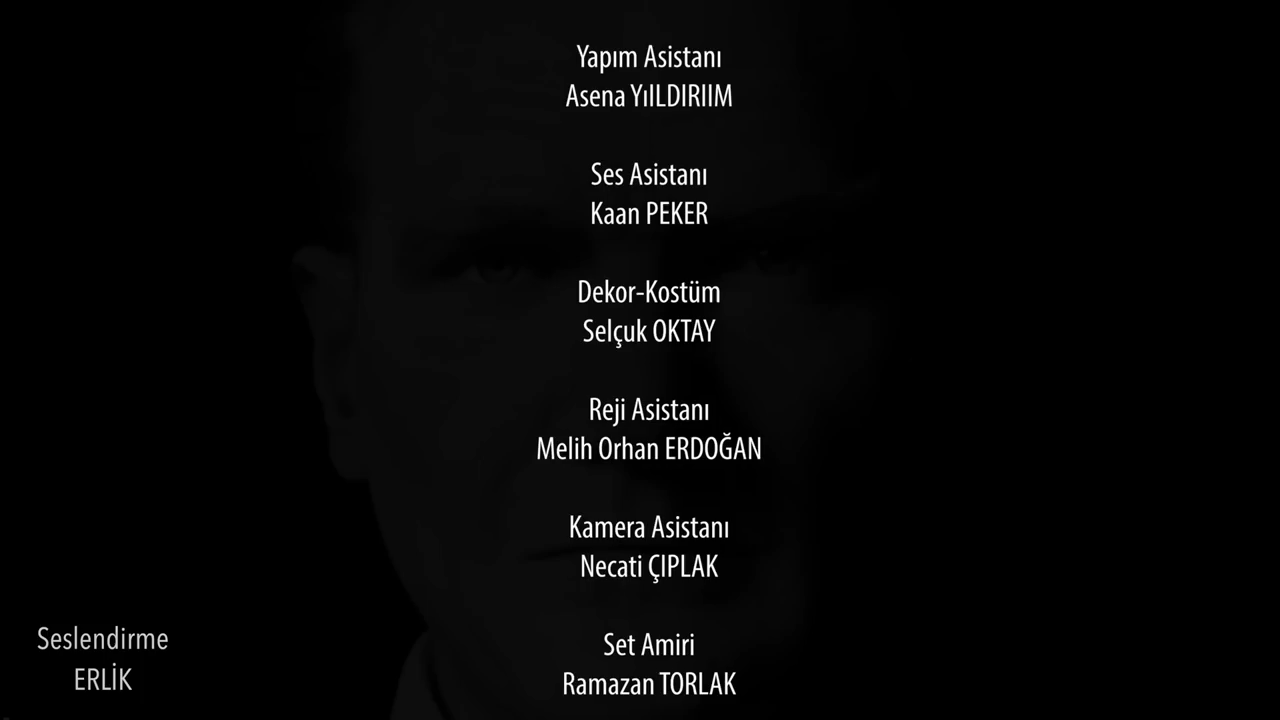 Yapım Asistanı
Asena YıILDIRIIM
Ses Asistanı
Kaan PEKER
Dekor-Kostüm
Selçuk OKTAY
Reji Asistanı
Melih Orhan ERDOĞAN
Kamera Asistanı
Necati ÇIPLAK
Set Amiri
Ramazan TORLAK
Seslendirme
ERLİK